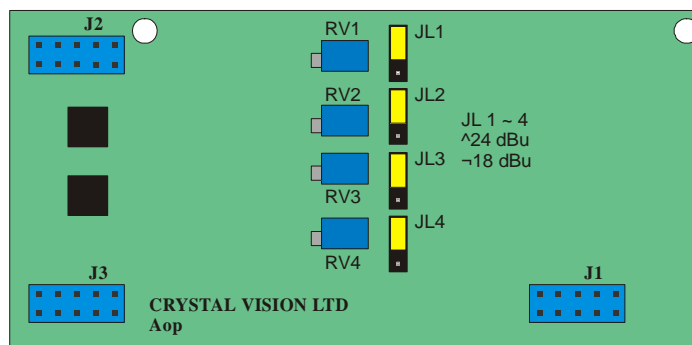 J2
RV1
JL1
RV2
JL2
JL 1 ~ 4
^24 dBu
¬18 dBu
JL3
RV3
JL4
RV4
J3
J1
CRYSTAL VISION LTD
Aop